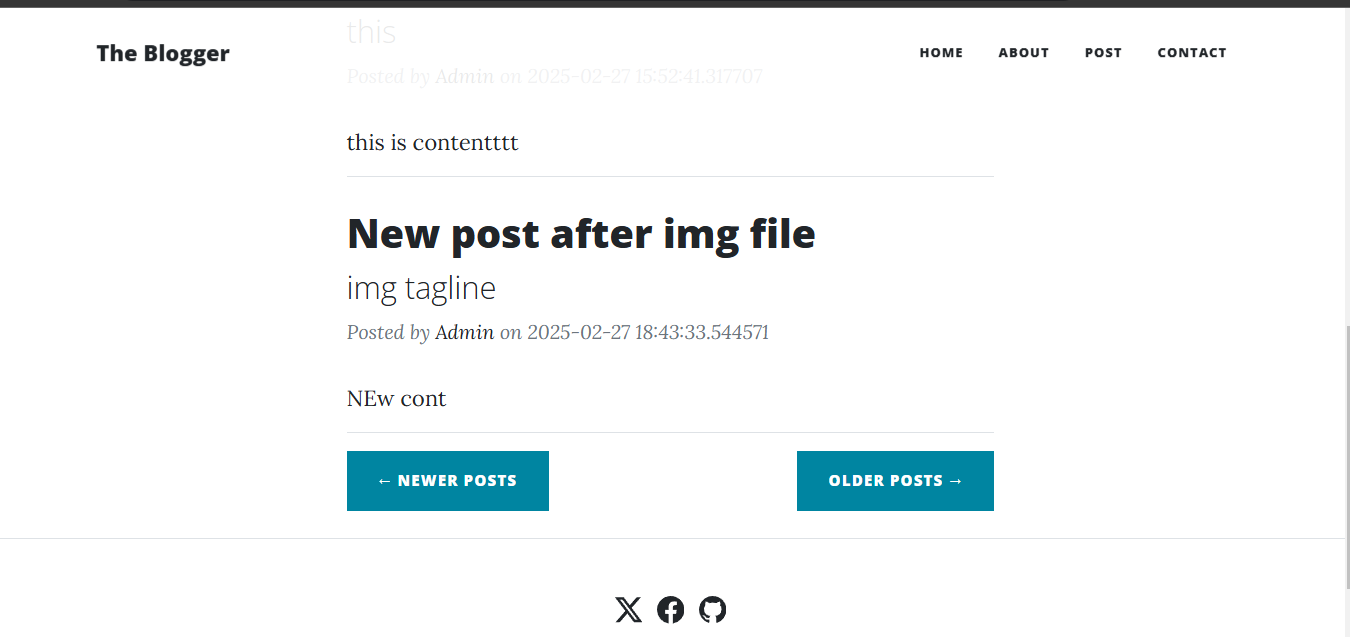 The Blogger
HOME ABOUT POST CONTACT
this
Posted by Admin on 2025-02-27 15:52:41.317707
this is contentttt
New post after img file
img tagline
Posted by Admin on 2025-02-27 18:43:33.544571
NEw cont
← NEWER POSTS
OLDER POSTS →